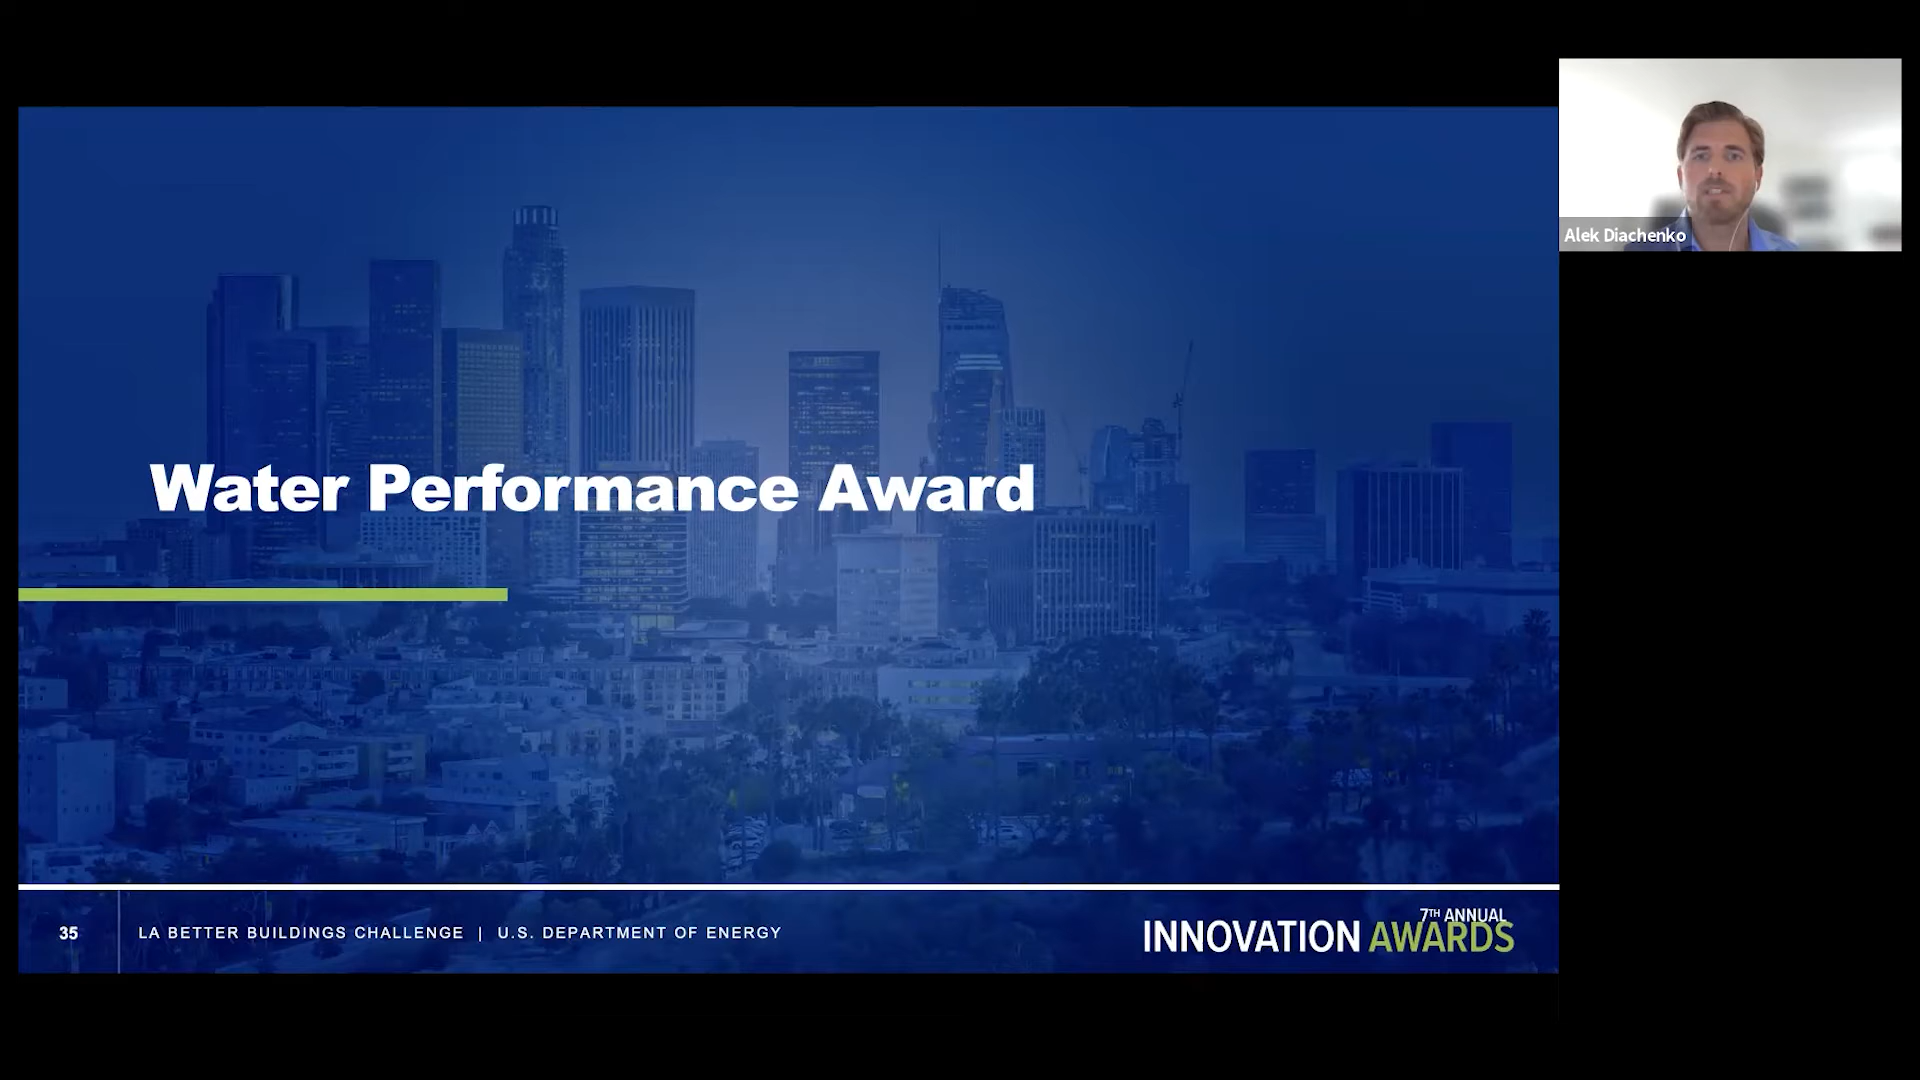 Alek Diachenko
Water Performance Award
35
LA BETTER BUILDINGS CHALLENGE | U.S. DEPARTMENT OF ENERGY
7TH ANNUAL
INNOVATION AWARDS